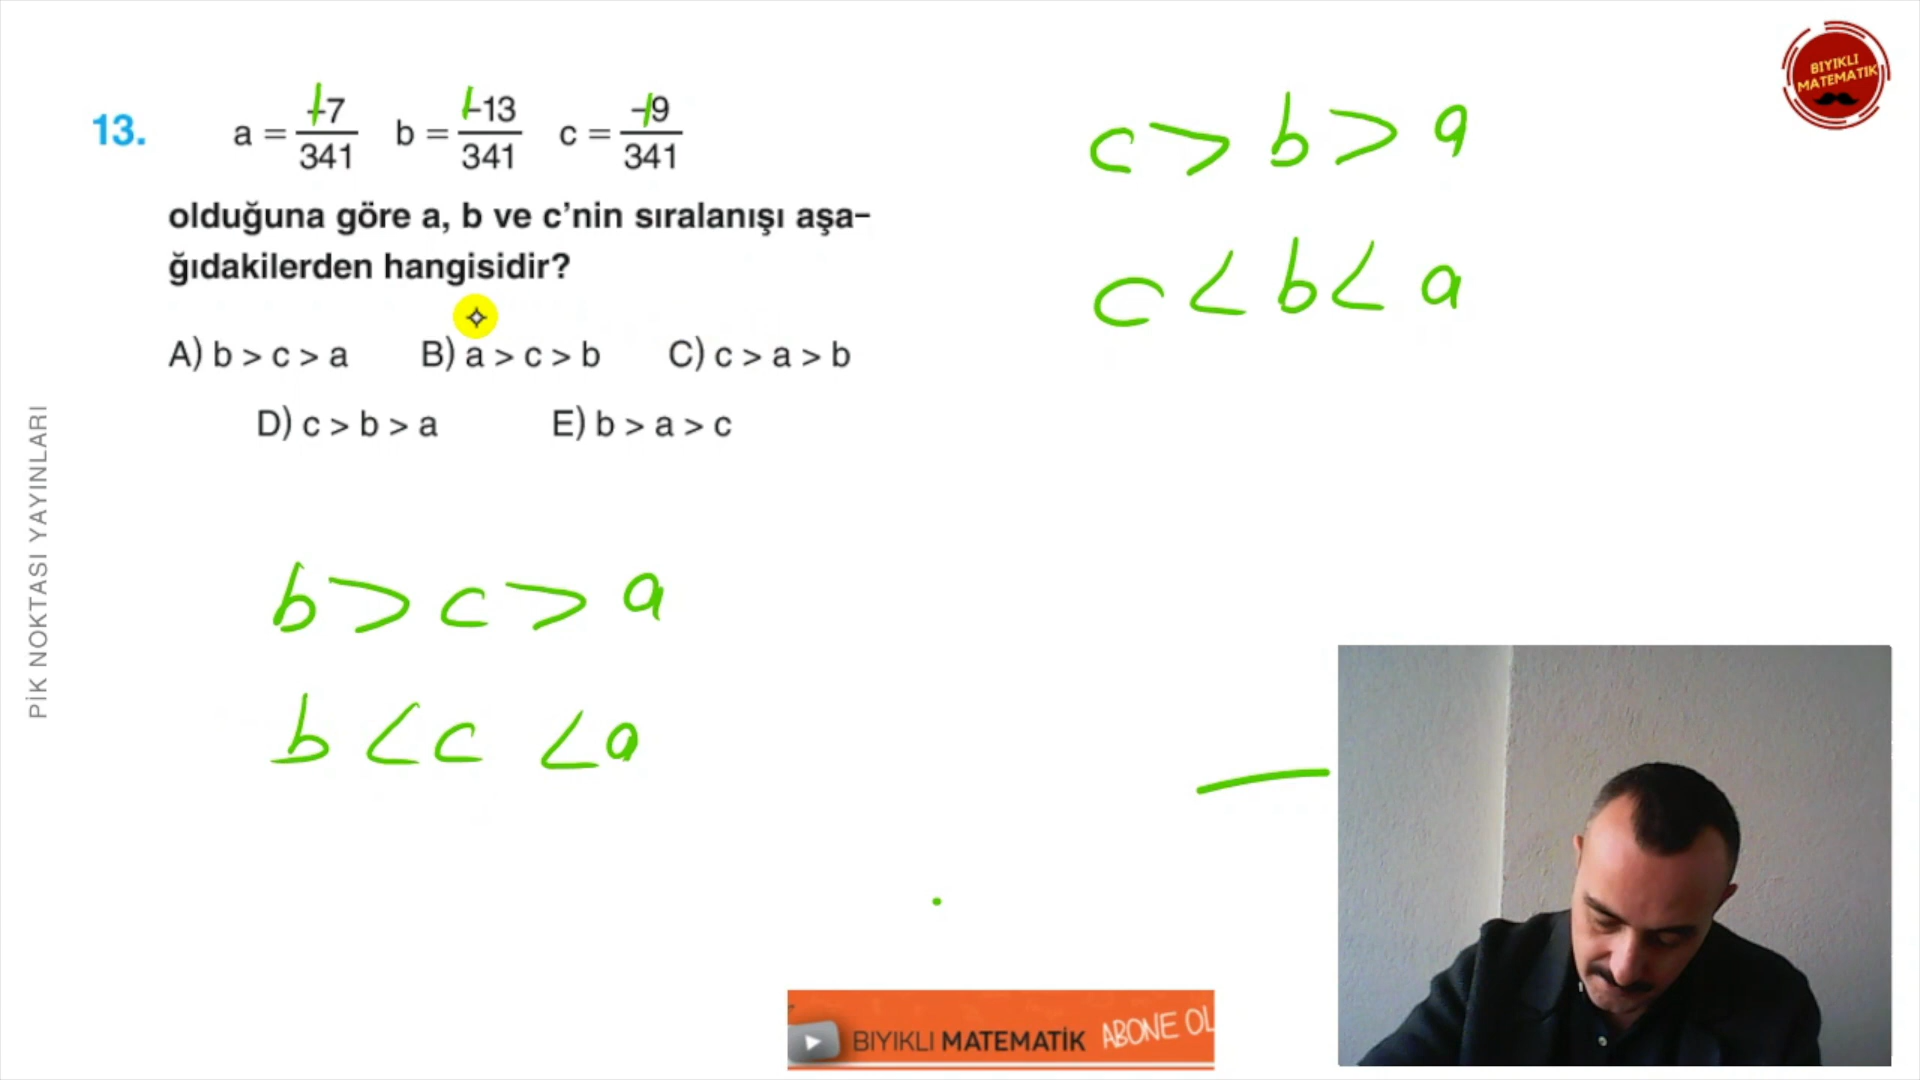 BIYIKLI
MATEMATIK
13. a = -7/341 b = -13/341 c = -9/341
olduğuna göre a, b ve c'nin sıralanışı aşa-
ğıdakilerden hangisidir?
A) b > c > a B) a > c > b C) c > a > b
D) c > b > a E) b > a > c
c > b > a
c < b < a
b > c > a
b < c < a
PİK NOKTASI YAYINLARI
BIYIKLI MATEMATİK ABONE OL